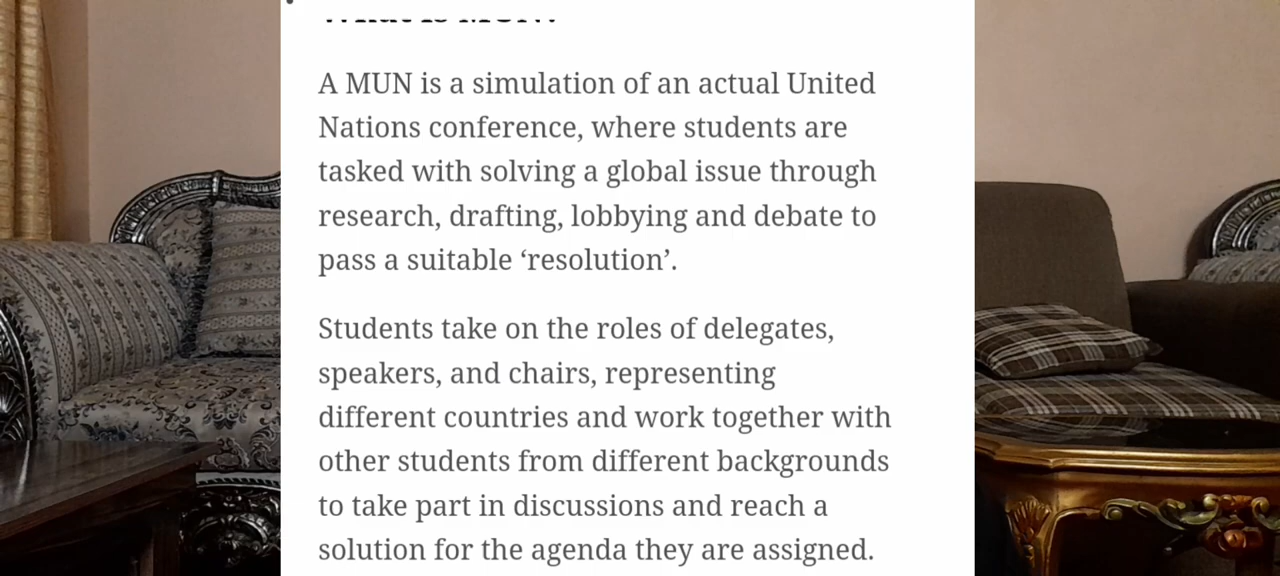 A MUN is a simulation of an actual United
Nations conference, where students are
tasked with solving a global issue through
research, drafting, lobbying and debate to
pass a suitable ‘resolution’.
Students take on the roles of delegates,
speakers, and chairs, representing
different countries and work together with
other students from different backgrounds
to take part in discussions and reach a
solution for the agenda they are assigned.